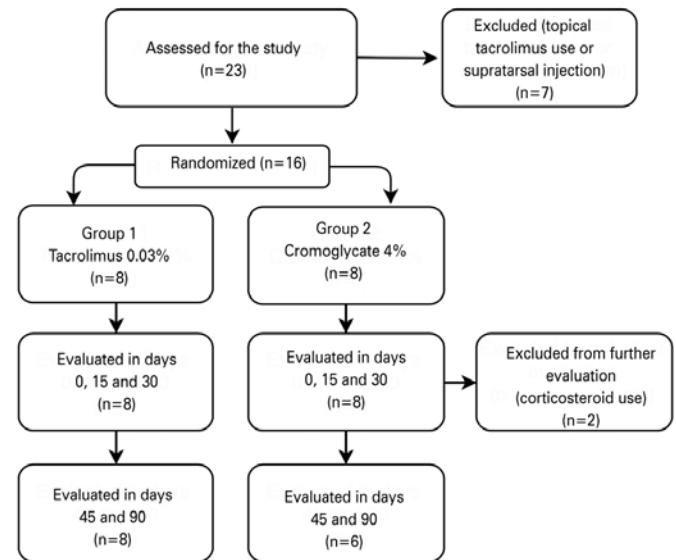 Assessed for the study
(n=23)
Excluded (topical
tacrolimus use or
supratarsal injection)
(n=7)
Randomized (n=16)
Group 1
Tacrolimus 0.03%
(n=8)
Group 2
Cromoglycate 4%
(n=8)
Evaluated in days
0, 15 and 30
(n=8)
Evaluated in days
0, 15 and 30
(n=8)
Excluded from further
evaluation
(corticosteroid use)
(n=2)
Evaluated in days
45 and 90
(n=8)
Evaluated in days
45 and 90
(n=6)